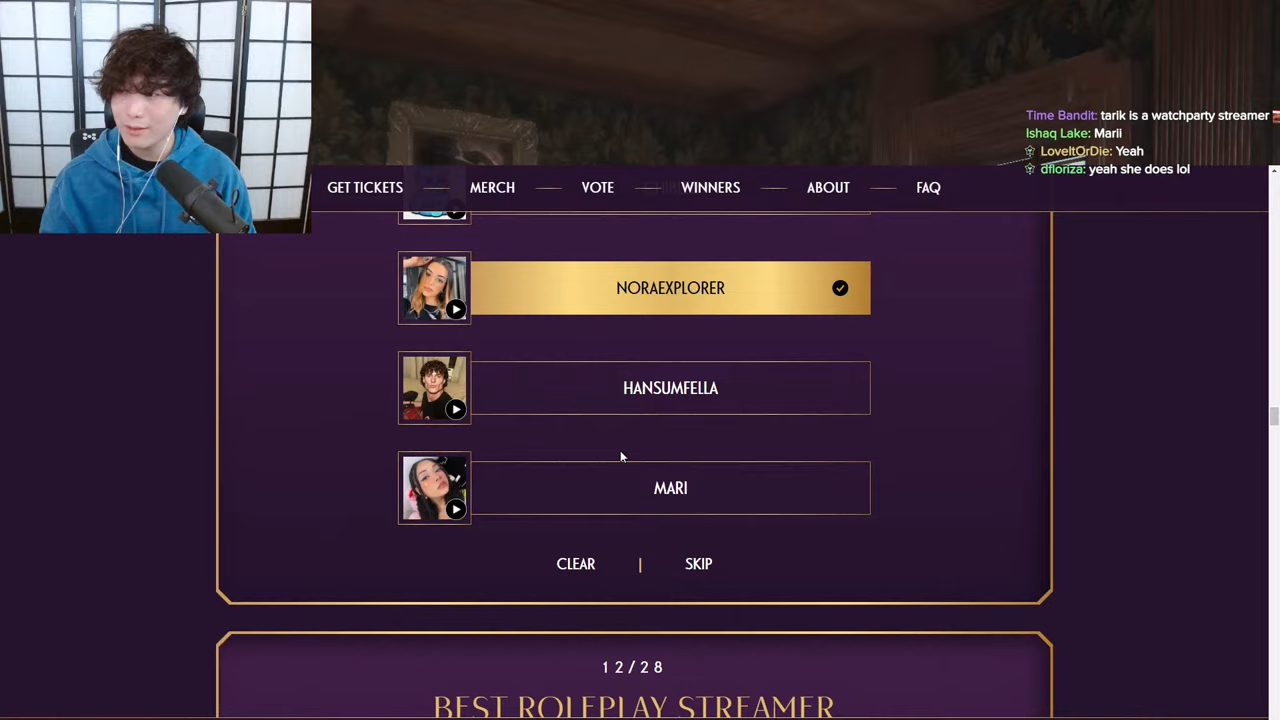 Time Bandit: tarik is a watchparty streamer
Ishaq Lake: Marii
LoveItOrDie: Yeah
dfloriza: yeah she does lol
GET TICKETS MERCH VOTE WINNERS ABOUT FAQ
NORAEXPLORER
HANSUMFELLA
MARI
CLEAR | SKIP
12/28
BEST ROLEPLAY STREAMER